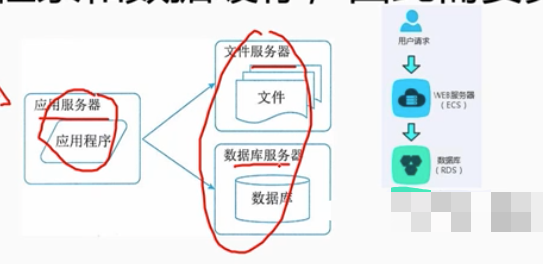 应用服务器
应用程序
文件服务器
文件
数据库服务器
数据库
用户请求
WEB服务器
（ECS）
数据库
（RDS）